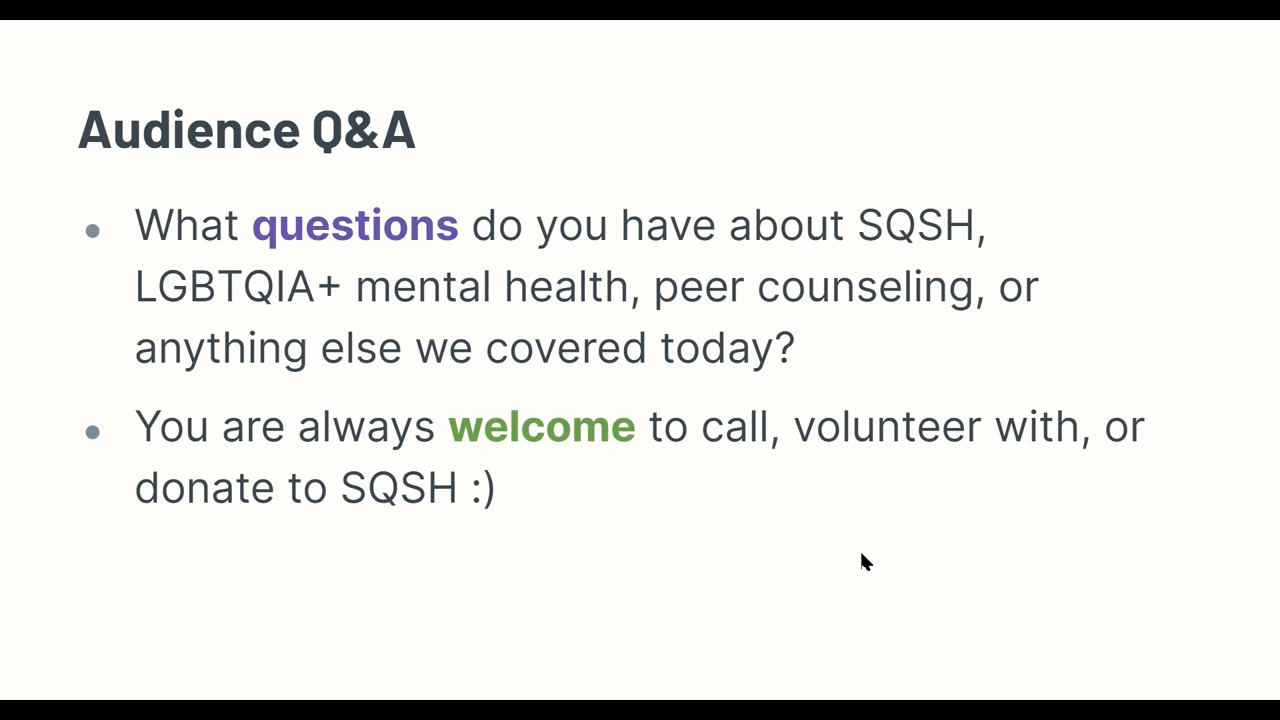 Audience Q&A
• What questions do you have about SQSH,
LGBTQIA+ mental health, peer counseling, or
anything else we covered today?
• You are always welcome to call, volunteer with, or
donate to SQSH :)